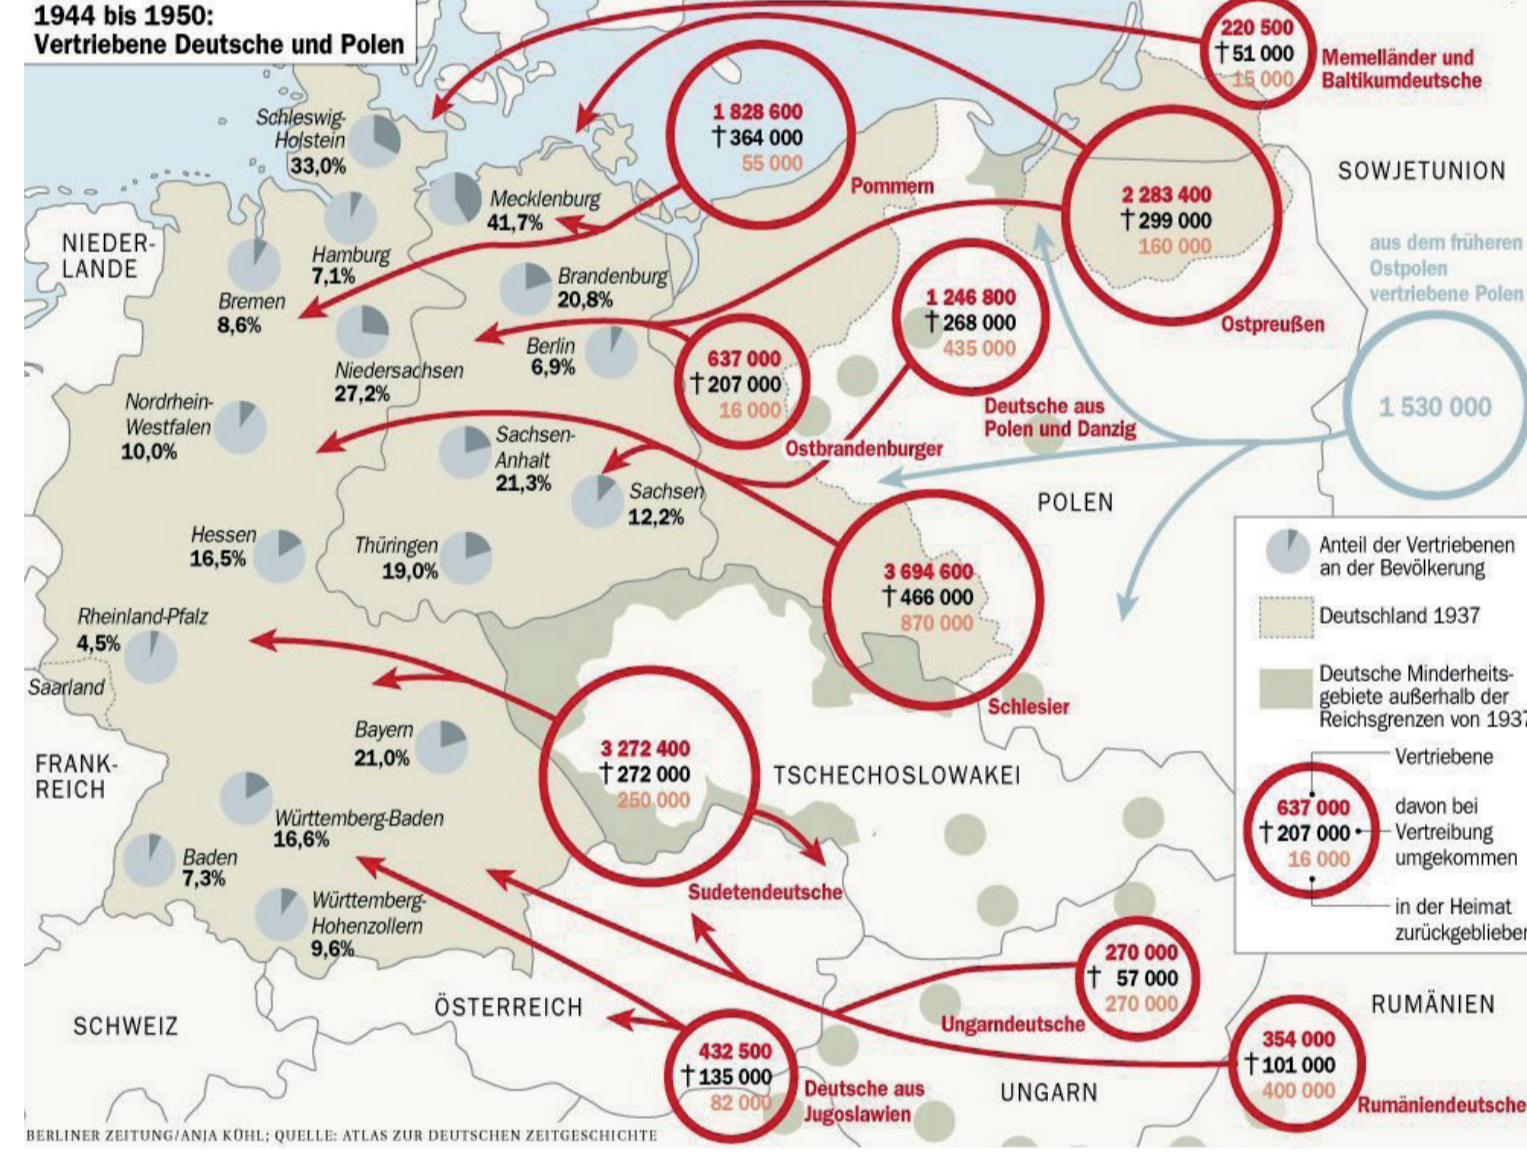 1944 bis 1950:
Vertriebene Deutsche und Polen
220 500
†51 000
15 000
Memelländer und
Baltikumdeutsche
1 828 600
†364 000
55 000
Pommern
Schleswig-
Holstein
33,0%
Mecklenburg
41,7%
2 283 400
†299 000
160 000
Ostpreußen
SOWJETUNION
NIEDER-
LANDE
Hamburg
7,1%
Bremen
8,6%
Brandenburg
20,8%
aus dem früheren
Ostpolen
vertriebene Polen
1 530 000
1 246 800
†268 000
435 000
Deutsche aus
Polen und Danzig
Niedersachsen
27,2%
Berlin
6,9%
637 000
†207 000
16 000
Ostbrandenburger
Nordrhein-
Westfalen
10,0%
Sachsen-
Anhalt
21,3%
Sachsen
12,2%
POLEN
Hessen
16,5%
Thüringen
19,0%
3 694 600
†466 000
870 000
Schlesier
Anteil der Vertriebenen
an der Bevölkerung
Deutschland 1937
Deutsche Minderheits-
gebiete außerhalb der
Reichsgrenzen von 1937
Vertriebene
637 000
†207 000
16 000
davon bei
Vertreibung
umgekommen
in der Heimat
zurückgeblieben
Rheinland-Pfalz
4,5%
Saarland
FRANK-
REICH
Bayern
21,0%
3 272 400
†272 000
250 000
Sudetendeutsche
TSCHECHOSLOWAKEI
Württemberg-Baden
16,6%
Baden
7,3%
Württemberg-
Hohenzollern
9,6%
270 000
† 57 000
270 000
Ungarndeutsche
SCHWEIZ
ÖSTERREICH
RUMÄNIEN
432 500
†135 000
82 000
Deutsche aus
Jugoslawien
UNGARN
354 000
†101 000
400 000
Rumäniendeutsche
BERLINER ZEITUNG/ANJA KÜHL; QUELLE: ATLAS ZUR DEUTSCHEN ZEITGESCHICHTE